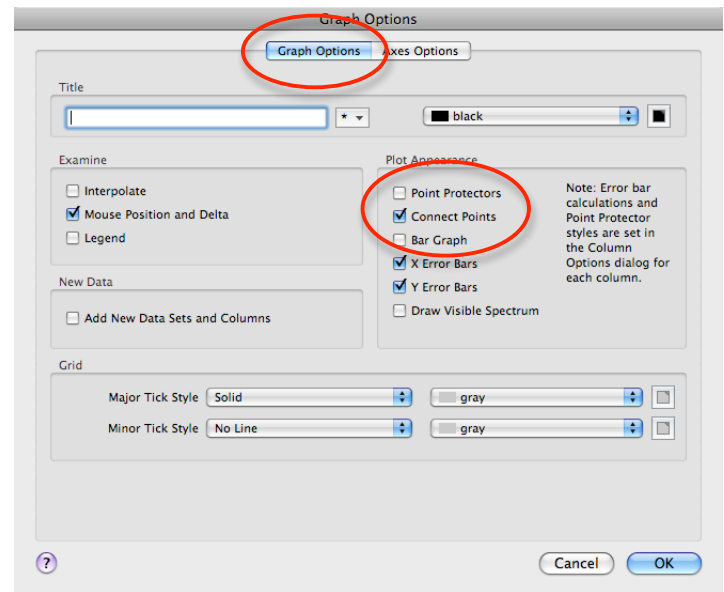 Graph Options
Graph Options Axes Options
Title
* black
Examine
Interpolate
Mouse Position and Delta
Legend
New Data
Add New Data Sets and Columns
Plot Appearance
Point Protectors
Connect Points
Bar Graph
X Error Bars
Y Error Bars
Draw Visible Spectrum
Note: Error bar
calculations and
Point Protector
styles are set in
the Column
Options dialog for
each column.
Grid
Major Tick Style Solid gray
Minor Tick Style No Line gray
? Cancel OK